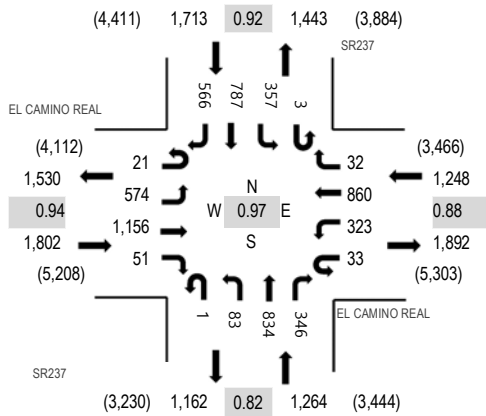 (4,411) 1,713 0.92 1,443 (3,884)
SR237
566 787 357 3
EL CAMINO REAL
(4,112) (3,466)
21 32
1,530 1,248
574 N 860
0.94 W 0.97 E 0.88
1,156 323
1,802 S 1,892
51 33
(5,208) (5,303)
1 83 834 346
EL CAMINO REAL
SR237
(3,230) 1,162 0.82 1,264 (3,444)